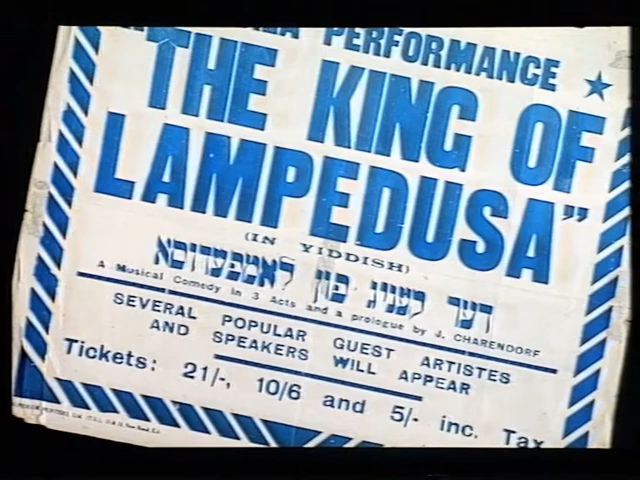 PERFORMANCE
"THE KING OF
LAMPEDUSA"
(IN YIDDISH)
דער קעניג פון לאמפעדוסא
A Musical Comedy in 3 Acts and a prologue by J. CHARENDORF
SEVERAL POPULAR GUEST ARTISTES
AND SPEAKERS WILL APPEAR
Tickets: 21/-, 10/6 and 5/- inc. Tax